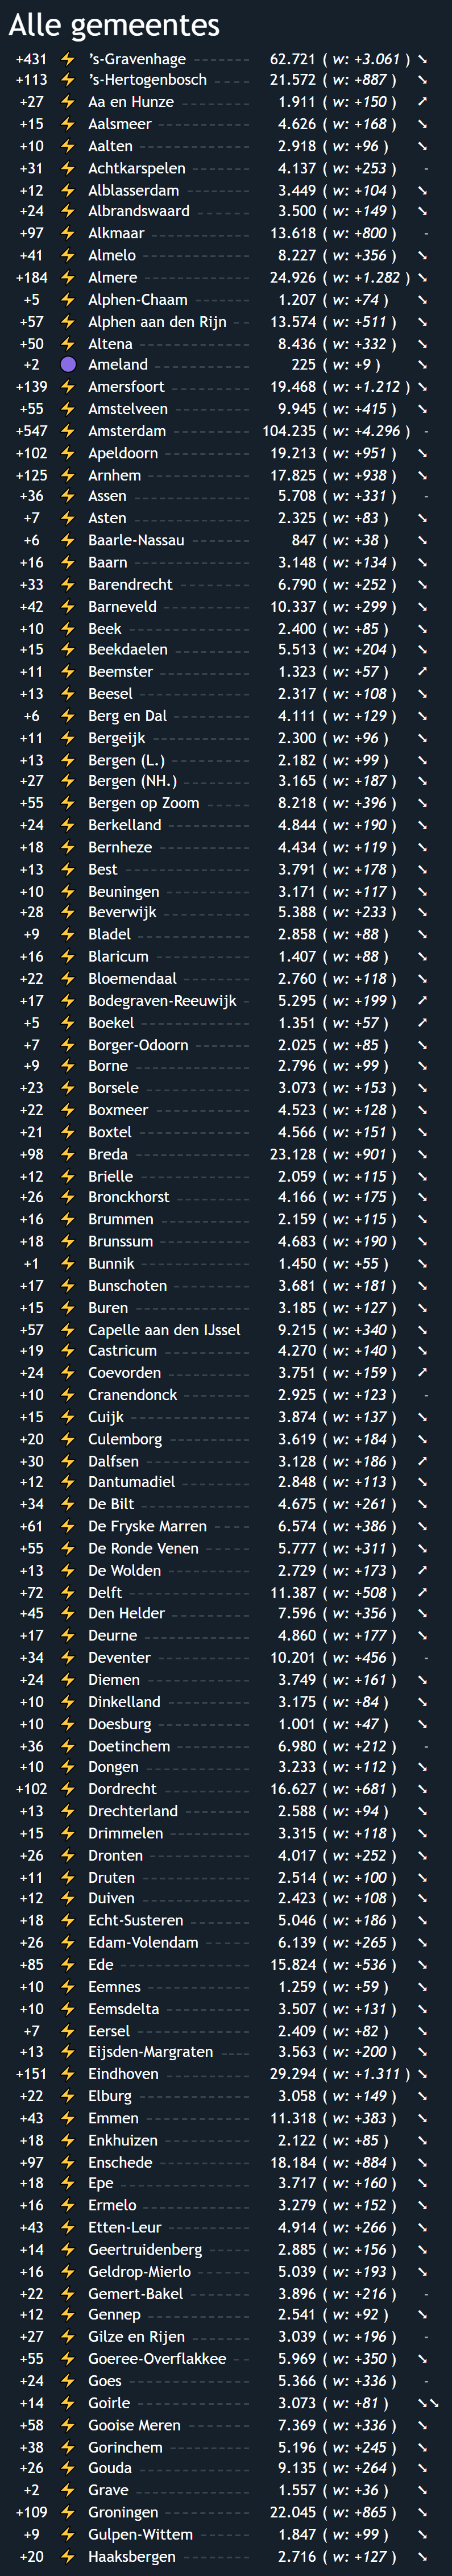 Alle gemeentes
+431 ⚡ ’s-Gravenhage ------ 62.721 ( w: +3.061 ) ➘
+113 ⚡ ’s-Hertogenbosch ---- 21.572 ( w: +887 ) ➘
+27 ⚡ Aa en Hunze ------- 1.911 ( w: +150 ) ➚
+15 ⚡ Aalsmeer --------- 4.626 ( w: +168 ) ➘
+10 ⚡ Aalten ---------- 2.918 ( w: +96 ) ➘
+31 ⚡ Achtkarspelen ------ 4.137 ( w: +253 ) -
+12 ⚡ Alblasserdam ------- 3.449 ( w: +104 ) ➘
+24 ⚡ Albrandswaard ------ 3.500 ( w: +149 ) ➘
+97 ⚡ Alkmaar --------- 13.618 ( w: +800 ) -
+41 ⚡ Almelo ---------- 8.227 ( w: +356 ) ➘
+184 ⚡ Almere ---------- 24.926 ( w: +1.282 ) ➘
+5 ⚡ Alphen-Chaam ------ 1.207 ( w: +74 ) ➘
+57 ⚡ Alphen aan den Rijn -- 13.574 ( w: +511 ) ➘
+50 ⚡ Altena ---------- 8.436 ( w: +332 ) ➘
+2 🟣 Ameland --------- 225 ( w: +9 ) ➘
+139 ⚡ Amersfoort -------- 19.468 ( w: +1.212 ) ➘
+55 ⚡ Amstelveen -------- 9.945 ( w: +415 ) ➘
+547 ⚡ Amsterdam -------- 104.235 ( w: +4.296 ) -
+102 ⚡ Apeldoorn -------- 19.213 ( w: +951 ) ➘
+125 ⚡ Arnhem ---------- 17.825 ( w: +938 ) ➘
+36 ⚡ Assen ----------- 5.708 ( w: +331 ) -
+7 ⚡ Asten ----------- 2.325 ( w: +83 ) ➘
+6 ⚡ Baarle-Nassau ------ 847 ( w: +38 ) ➘
+16 ⚡ Baarn ----------- 3.148 ( w: +134 ) ➘
+33 ⚡ Barendrecht ------- 6.790 ( w: +252 ) ➘
+42 ⚡ Barneveld -------- 10.337 ( w: +299 ) ➘
+10 ⚡ Beek ------------ 2.400 ( w: +85 ) ➘
+15 ⚡ Beekdaelen ------- 5.513 ( w: +204 ) ➘
+11 ⚡ Beemster --------- 1.323 ( w: +57 ) ➚
+13 ⚡ Beesel ---------- 2.317 ( w: +108 ) ➘
+6 ⚡ Berg en Dal ------- 4.111 ( w: +129 ) ➘
+11 ⚡ Bergeijk --------- 2.300 ( w: +96 ) ➘
+13 ⚡ Bergen (L.) ------- 2.182 ( w: +99 ) ➘
+27 ⚡ Bergen (NH.) ------ 3.165 ( w: +187 ) ➘
+55 ⚡ Bergen op Zoom ----- 8.218 ( w: +396 ) ➘
+24 ⚡ Berkelland -------- 4.844 ( w: +190 ) ➘
+18 ⚡ Bernheze -------- 4.434 ( w: +119 ) ➘
+13 ⚡ Best ------------ 3.791 ( w: +178 ) ➘
+10 ⚡ Beuningen -------- 3.171 ( w: +117 ) ➘
+28 ⚡ Beverwijk -------- 5.388 ( w: +233 ) ➘
+9 ⚡ Bladel ---------- 2.858 ( w: +88 ) ➘
+16 ⚡ Blaricum --------- 1.407 ( w: +88 ) ➘
+22 ⚡ Bloemendaal ------- 2.760 ( w: +118 ) ➘
+17 ⚡ Bodegraven-Reeuwijk - 5.295 ( w: +199 ) ➚
+5 ⚡ Boekel ---------- 1.351 ( w: +57 ) ➚
+7 ⚡ Borger-Odoorn ------ 2.025 ( w: +85 ) ➘
+9 ⚡ Borne ----------- 2.796 ( w: +99 ) ➘
+23 ⚡ Borsele ---------- 3.073 ( w: +153 ) ➘
+22 ⚡ Boxmeer --------- 4.523 ( w: +128 ) ➘
+21 ⚡ Boxtel ---------- 4.566 ( w: +151 ) ➘
+98 ⚡ Breda ----------- 23.128 ( w: +901 ) ➘
+12 ⚡ Brielle ---------- 2.059 ( w: +115 ) ➘
+26 ⚡ Bronckhorst ------- 4.166 ( w: +175 ) ➘
+16 ⚡ Brummen --------- 2.159 ( w: +115 ) ➘
+18 ⚡ Brunssum --------- 4.683 ( w: +190 ) ➘
+1 ⚡ Bunnik ---------- 1.450 ( w: +55 ) ➘
+17 ⚡ Bunschoten ------- 3.681 ( w: +181 ) ➘
+15 ⚡ Buren ----------- 3.185 ( w: +127 ) ➘
+57 ⚡ Capelle aan den IJssel 9.215 ( w: +340 ) ➘
+19 ⚡ Castricum -------- 4.270 ( w: +140 ) ➘
+24 ⚡ Coevorden -------- 3.751 ( w: +159 ) ➚
+10 ⚡ Cranendonck ------- 2.925 ( w: +123 ) -
+15 ⚡ Cuijk ----------- 3.874 ( w: +137 ) ➘
+20 ⚡ Culemborg -------- 3.619 ( w: +184 ) ➘
+30 ⚡ Dalfsen ---------- 3.128 ( w: +186 ) ➚
+12 ⚡ Dantumadiel ------- 2.848 ( w: +113 ) ➘
+34 ⚡ De Bilt ---------- 4.675 ( w: +261 ) ➘
+61 ⚡ De Fryske Marren ---- 6.574 ( w: +386 ) ➘
+55 ⚡ De Ronde Venen ----- 5.777 ( w: +311 ) ➘
+13 ⚡ De Wolden -------- 2.729 ( w: +173 ) ➚
+72 ⚡ Delft ----------- 11.387 ( w: +508 ) ➚
+45 ⚡ Den Helder -------- 7.596 ( w: +356 ) ➘
+17 ⚡ Deurne ---------- 4.860 ( w: +177 ) ➘
+34 ⚡ Deventer --------- 10.201 ( w: +456 ) -
+24 ⚡ Diemen ---------- 3.749 ( w: +161 ) ➘
+10 ⚡ Dinkelland -------- 3.175 ( w: +84 ) ➘
+10 ⚡ Doesburg --------- 1.001 ( w: +47 ) ➘
+36 ⚡ Doetinchem ------- 6.980 ( w: +212 ) -
+10 ⚡ Dongen ---------- 3.233 ( w: +112 ) ➘
+102 ⚡ Dordrecht -------- 16.627 ( w: +681 ) ➘
+13 ⚡ Drechterland ------- 2.588 ( w: +94 ) ➘
+15 ⚡ Drimmelen -------- 3.315 ( w: +118 ) ➘
+26 ⚡ Dronten --------- 4.017 ( w: +252 ) ➘
+11 ⚡ Druten ---------- 2.514 ( w: +100 ) ➘
+12 ⚡ Duiven ---------- 2.423 ( w: +108 ) ➘
+18 ⚡ Echt-Susteren ------ 5.046 ( w: +186 ) ➘
+26 ⚡ Edam-Volendam ----- 6.139 ( w: +265 ) ➘
+85 ⚡ Ede ------------ 15.824 ( w: +536 ) ➘
+10 ⚡ Eemnes ---------- 1.259 ( w: +59 ) ➘
+10 ⚡ Eemsdelta -------- 3.507 ( w: +131 ) ➘
+7 ⚡ Eersel ---------- 2.409 ( w: +82 ) ➘
+13 ⚡ Eijsden-Margraten ---- 3.563 ( w: +200 ) ➘
+151 ⚡ Eindhoven -------- 29.294 ( w: +1.311 ) ➘
+22 ⚡ Elburg ---------- 3.058 ( w: +149 ) ➘
+43 ⚡ Emmen ---------- 11.318 ( w: +383 ) ➘
+18 ⚡ Enkhuizen -------- 2.122 ( w: +85 ) ➘
+97 ⚡ Enschede -------- 18.184 ( w: +884 ) ➘
+18 ⚡ Epe ------------ 3.717 ( w: +160 ) ➘
+16 ⚡ Ermelo ---------- 3.279 ( w: +152 ) ➘
+43 ⚡ Etten-Leur -------- 4.914 ( w: +266 ) ➘
+14 ⚡ Geertruidenberg ----- 2.885 ( w: +156 ) ➘
+16 ⚡ Geldrop-Mierlo ------ 5.039 ( w: +193 ) ➘
+22 ⚡ Gemert-Bakel ------- 3.896 ( w: +216 ) -
+12 ⚡ Gennep ---------- 2.541 ( w: +92 ) ➘
+27 ⚡ Gilze en Rijen ------ 3.039 ( w: +196 ) -
+55 ⚡ Goeree-Overflakkee -- 5.969 ( w: +350 ) ➘
+24 ⚡ Goes ------------ 5.366 ( w: +336 ) -
+14 ⚡ Goirle ----------- 3.073 ( w: +81 ) ➘➘
+58 ⚡ Gooise Meren ------ 7.369 ( w: +336 ) ➘
+38 ⚡ Gorinchem -------- 5.196 ( w: +245 ) ➘
+26 ⚡ Gouda ----------- 9.135 ( w: +264 ) ➘
+2 ⚡ Grave ----------- 1.557 ( w: +36 ) ➘
+109 ⚡ Groningen -------- 22.045 ( w: +865 ) ➘
+9 ⚡ Gulpen-Wittem ------ 1.847 ( w: +99 ) ➘
+20 ⚡ Haaksbergen ------- 2.716 ( w: +127 ) ➘